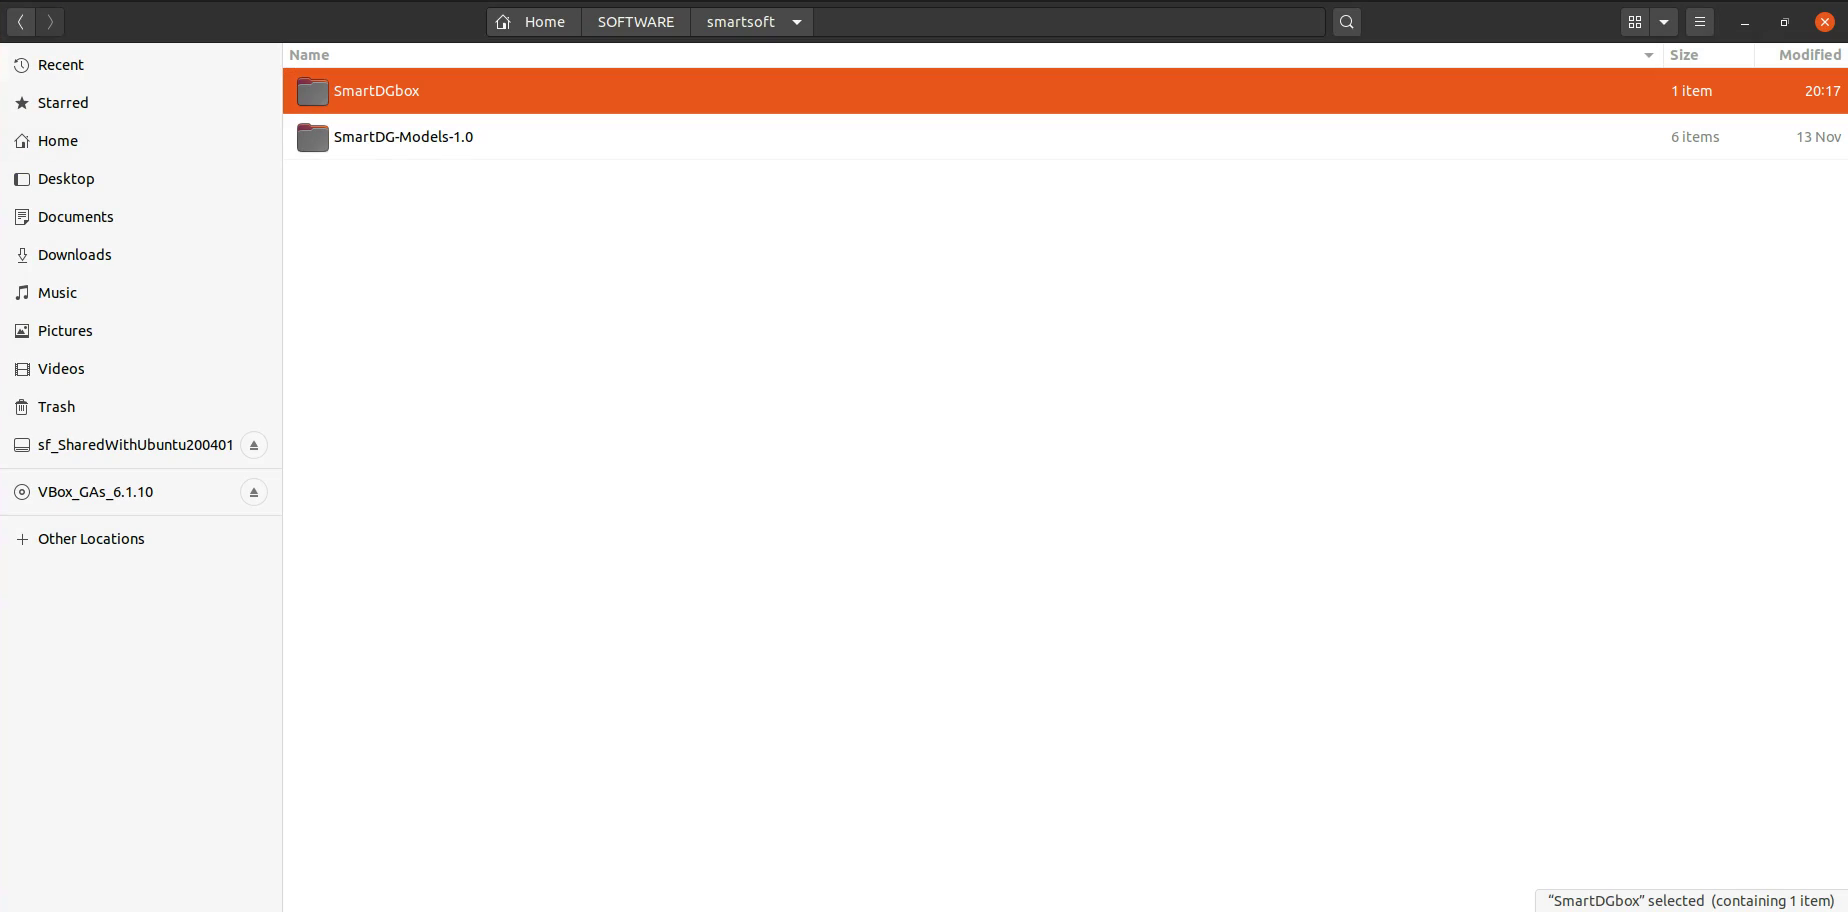 Home SOFTWARE smartsoft
Name Size Modified
Recent
Starred
Home
Desktop
Documents
Downloads
Music
Pictures
Videos
Trash
sf_SharedWithUbuntu200401
VBox_GAs_6.1.10
Other Locations
SmartDGbox 1 item 20:17
SmartDG-Models-1.0 6 items 13 Nov
“SmartDGbox” selected (containing 1 item)